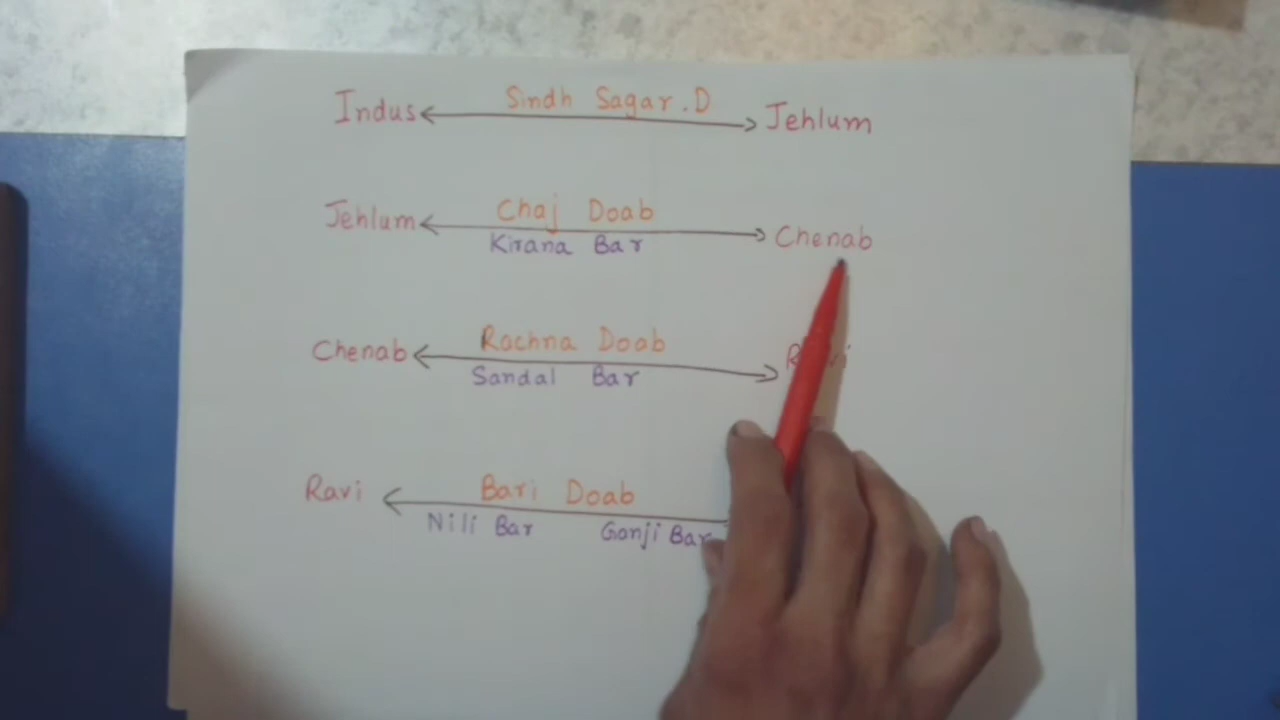 Indus Sindh Sagar . D Jehlum
Jehlum Chaj Doab Chenab
Kirana Bar
Chenab Rachna Doab
Sandal Bar
Ravi Bari Doab
Nili Bar Ganji Bar